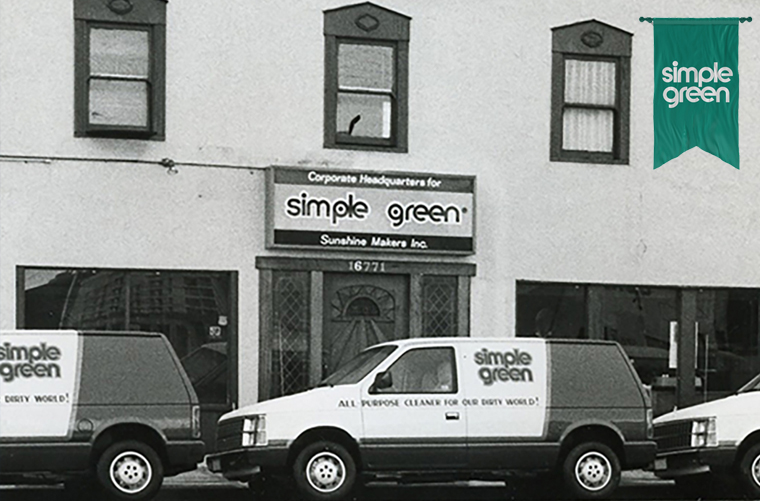 simple
green
Corporate Headquarters for
simple green®
Sunshine Makers Inc.
16771
simple
green
DIRTY WORLD!
simple
green
ALL-PURPOSE CLEANER FOR OUR DIRTY WORLD!